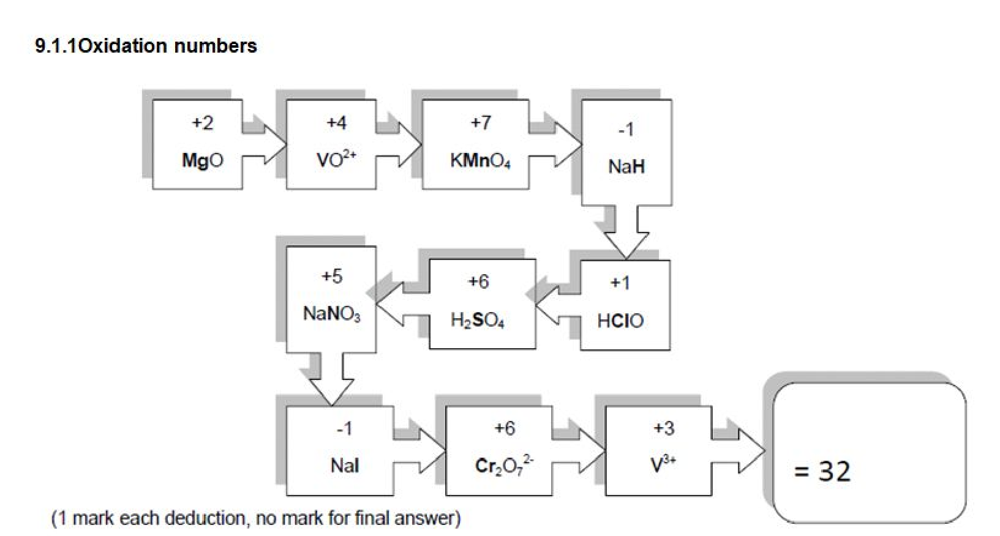 9.1.1Oxidation numbers
+2
MgO
+4
VO²⁺
+7
KMnO₄
-1
NaH
+1
HClO
+6
H₂SO₄
+5
NaNO₃
-1
NaI
+6
Cr₂O₇²⁻
+3
V³⁺
= 32
(1 mark each deduction, no mark for final answer)